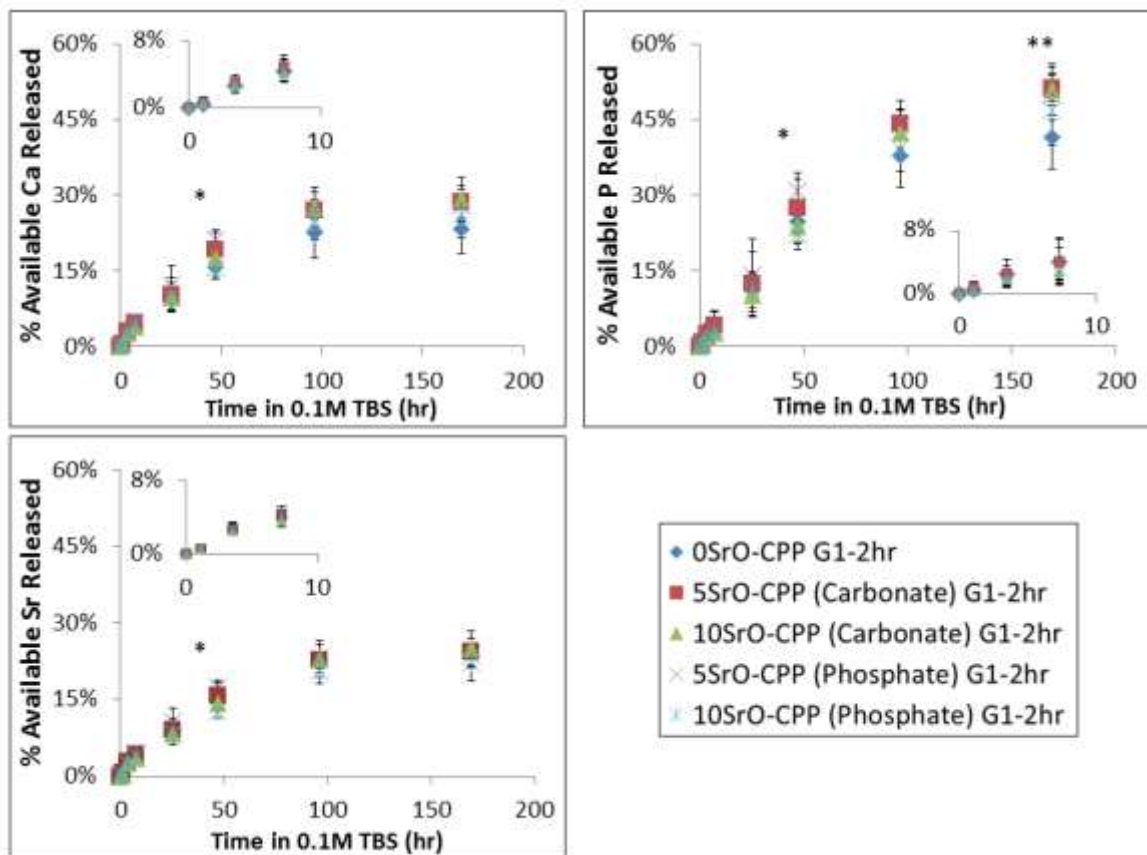 % Available Ca Released
60%
45%
30%
15%
0%
8%
0%
0 10
*
0 50 100 150 200
Time in 0.1M TBS (hr)
% Available P Released
60%
45%
30%
15%
0%
**
*
8%
0%
0 10
0 50 100 150 200
Time in 0.1M TBS (hr)
% Available Sr Released
60%
45%
30%
15%
0%
8%
0%
0 10
*
0 50 100 150 200
Time in 0.1M TBS (hr)
0SrO-CPP G1-2hr
5SrO-CPP (Carbonate) G1-2hr
10SrO-CPP (Carbonate) G1-2hr
5SrO-CPP (Phosphate) G1-2hr
10SrO-CPP (Phosphate) G1-2hr